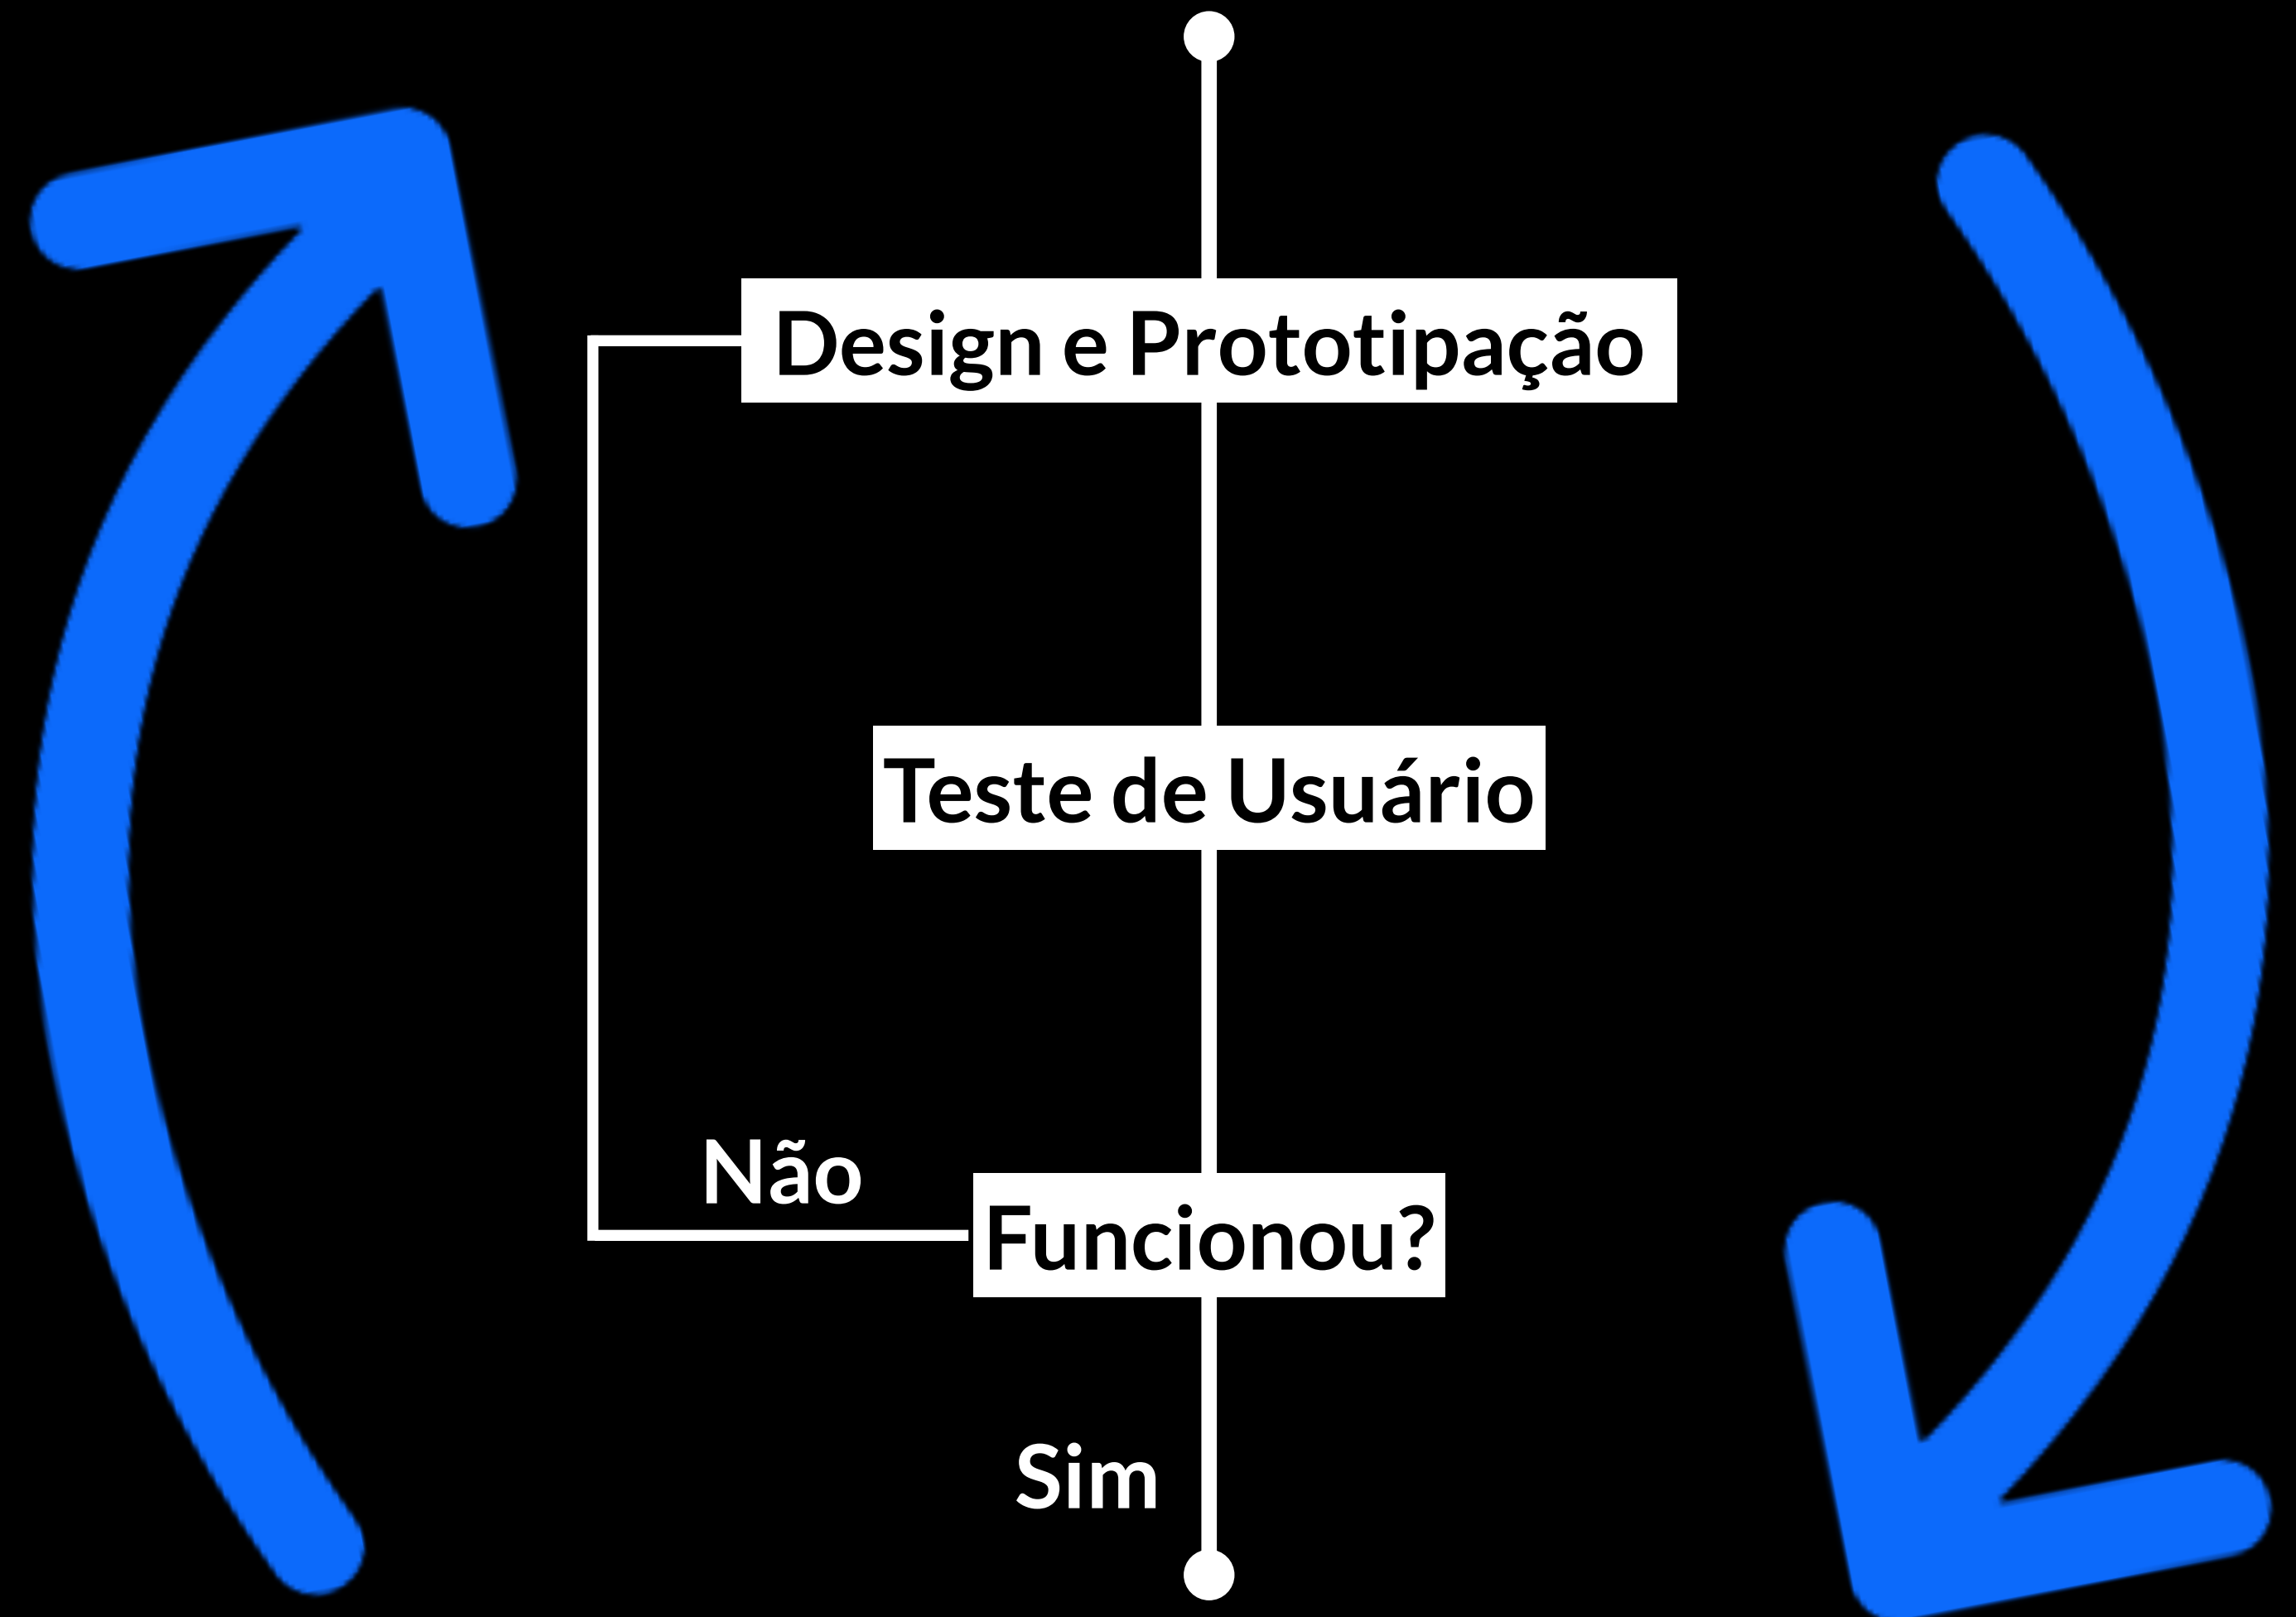 Design e Prototipação
Teste de Usuário
Não
Funcionou?
Sim